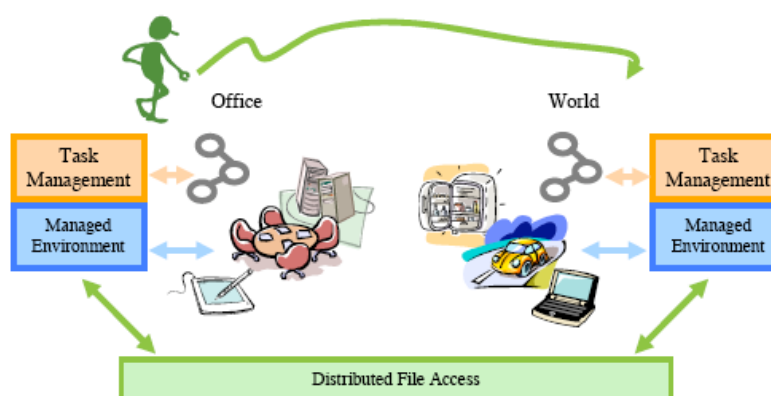 Office
World
Task
Management
Managed
Environment
Task
Management
Managed
Environment
Distributed File Access